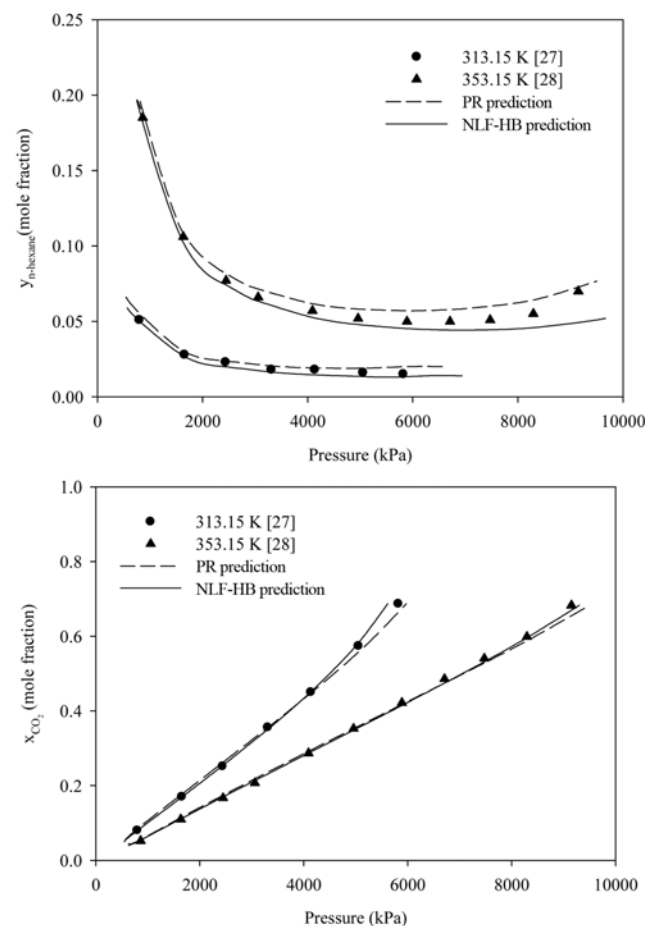 0.25
0.20
0.15
0.10
0.05
0.00
y n-hexane (mole fraction)
313.15 K [27]
353.15 K [28]
PR prediction
NLF-HB prediction
0 2000 4000 6000 8000 10000
Pressure (kPa)
1.0
0.8
0.6
0.4
0.2
0.0
x CO2 (mole fraction)
313.15 K [27]
353.15 K [28]
PR prediction
NLF-HB prediction
0 2000 4000 6000 8000 10000
Pressure (kPa)